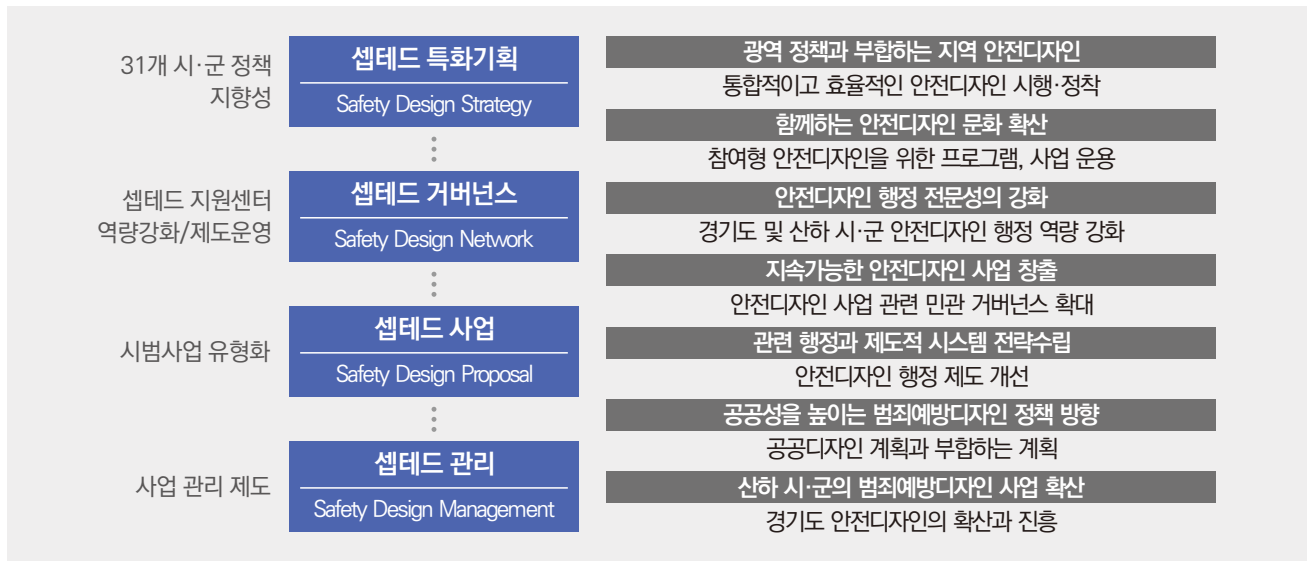 31개 시·군 정책
지향성
셉테드 특화기획
Safety Design Strategy
셉테드 지원센터
역량강화/제도운영
셉테드 거버넌스
Safety Design Network
시범사업 유형화
셉테드 사업
Safety Design Proposal
사업 관리 제도
셉테드 관리
Safety Design Management
광역 정책과 부합하는 지역 안전디자인
통합적이고 효율적인 안전디자인 시행·정착
함께하는 안전디자인 문화 확산
참여형 안전디자인을 위한 프로그램, 사업 운용
안전디자인 행정 전문성의 강화
경기도 및 산하 시·군 안전디자인 행정 역량 강화
지속가능한 안전디자인 사업 창출
안전디자인 사업 관련 민관 거버넌스 확대
관련 행정과 제도적 시스템 전략수립
안전디자인 행정 제도 개선
공공성을 높이는 범죄예방디자인 정책 방향
공공디자인 계획과 부합하는 계획
산하 시·군의 범죄예방디자인 사업 확산
경기도 안전디자인의 확산과 진흥